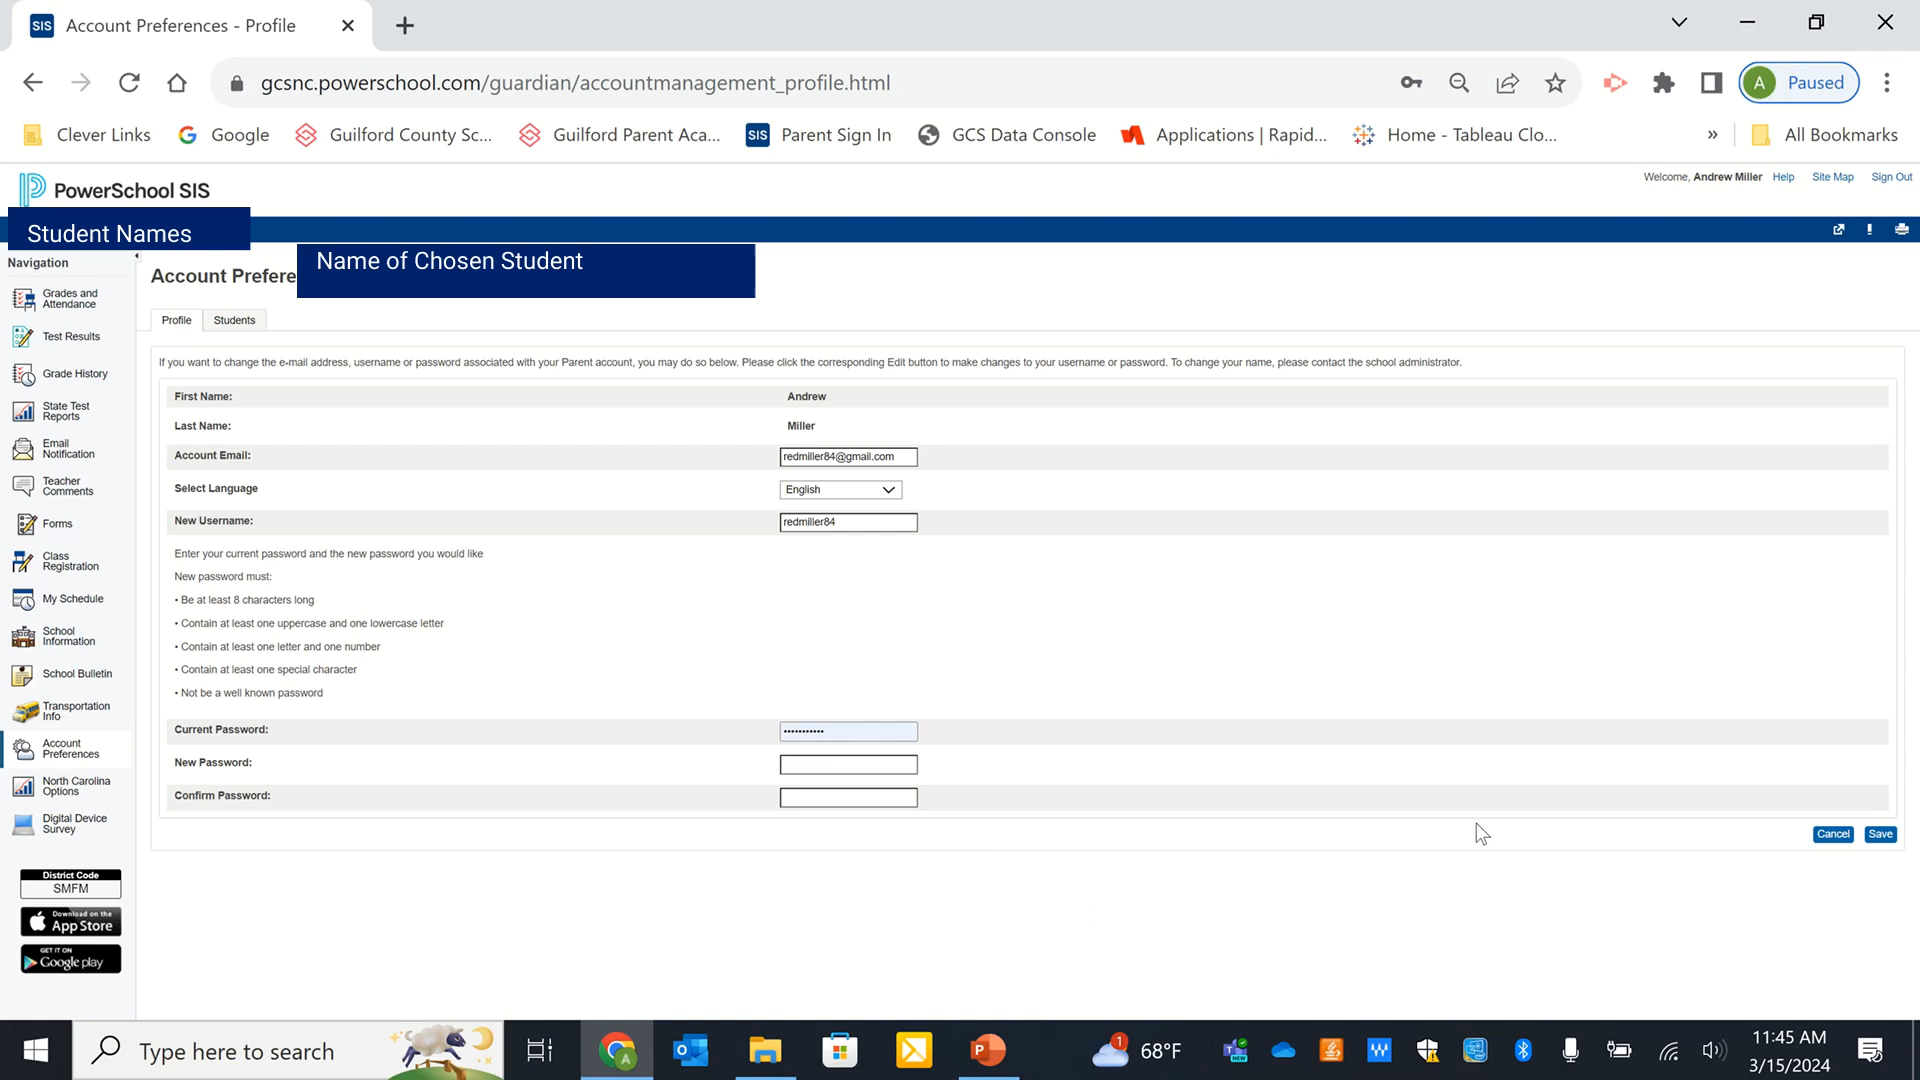 SIS Account Preferences - Profile
gcsnc.powerschool.com/guardian/accountmanagement_profile.html
A Paused
Clever Links Google Guilford County Sc... Guilford Parent Aca... SIS Parent Sign In GCS Data Console Applications | Rapid... Home - Tableau Clo... » All Bookmarks
PowerSchool SIS
Welcome, Andrew Miller Help Site Map Sign Out
Student Names
Name of Chosen Student
Navigation
Account Prefere
Grades and
Attendance
Test Results
Grade History
State Test
Reports
Email
Notification
Teacher
Comments
Forms
Class
Registration
My Schedule
School
Information
School Bulletin
Transportation
Info
Account
Preferences
North Carolina
Options
Digital Device
Survey
District Code
SMFM
Download on the
App Store
GET IT ON
Google play
Profile Students
If you want to change the e-mail address, username or password associated with your Parent account, you may do so below. Please click the corresponding Edit button to make changes to your username or password. To change your name, please contact the school administrator.
First Name: Andrew
Last Name: Miller
Account Email: redmiller84@gmail.com
Select Language English
New Username: redmiller84
Enter your current password and the new password you would like
New password must:
• Be at least 8 characters long
• Contain at least one uppercase and one lowercase letter
• Contain at least one letter and one number
• Contain at least one special character
• Not be a well known password
Current Password: •••••••••••
New Password:
Confirm Password:
Cancel Save
Type here to search
1 68°F
11:45 AM
3/15/2024